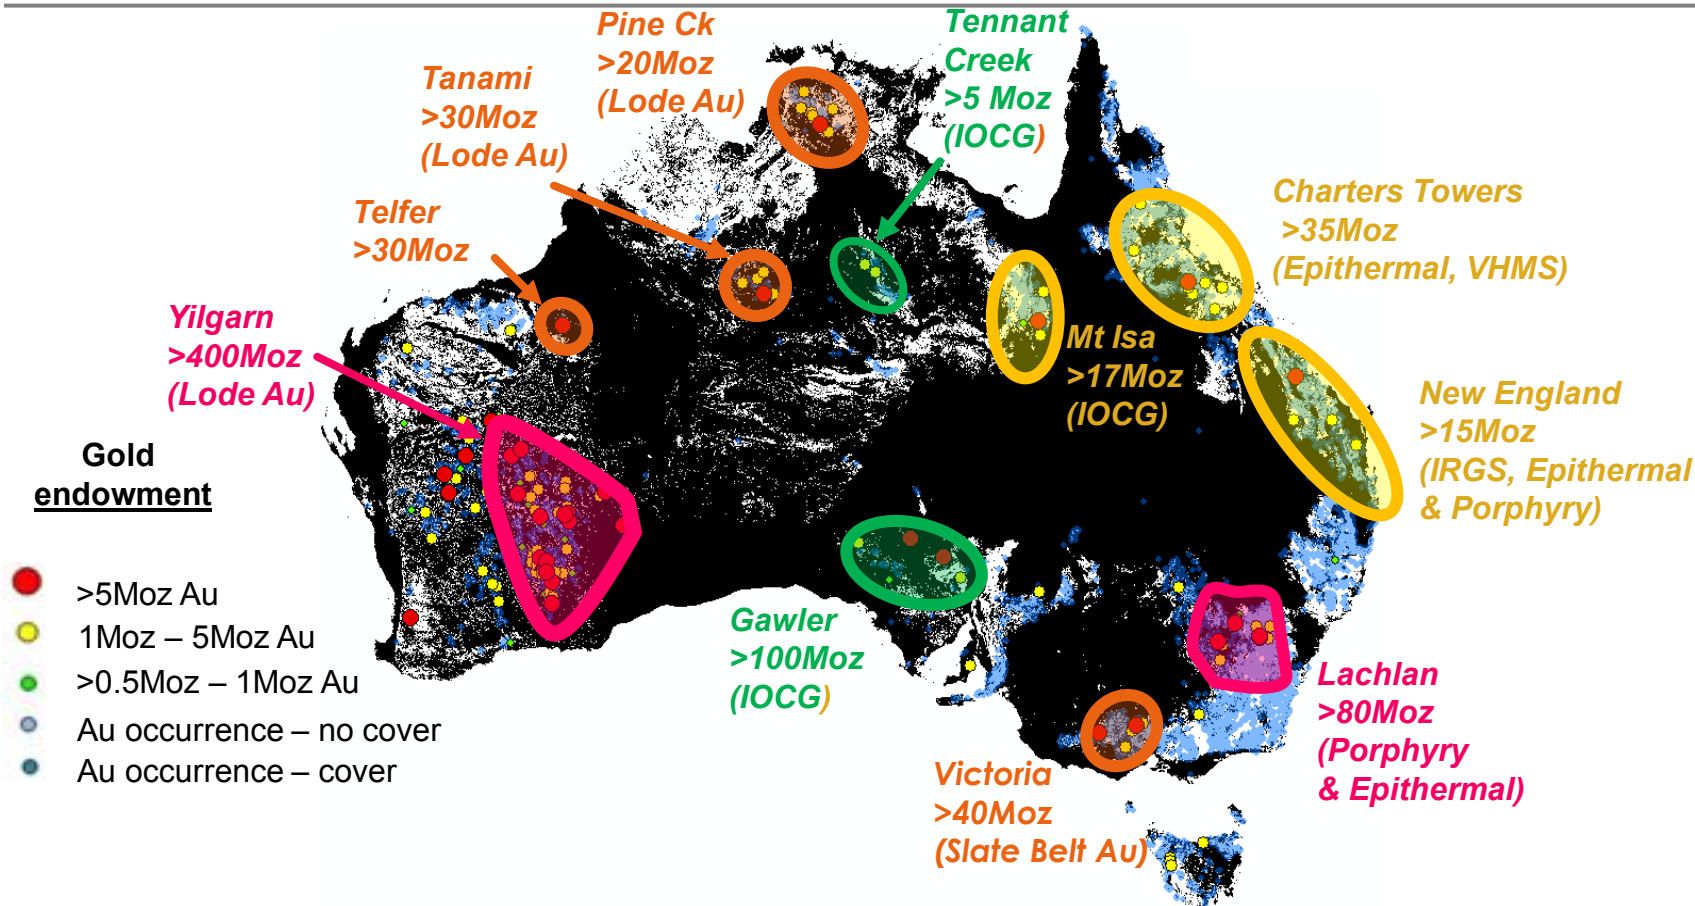 Pine Ck
>20Moz
(Lode Au)
Tennant
Creek
>5 Moz
(IOCG)
Tanami
>30Moz
(Lode Au)
Telfer
>30Moz
Charters Towers
>35Moz
(Epithermal, VHMS)
Yilgarn
>400Moz
(Lode Au)
Mt Isa
>17Moz
(IOCG)
New England
>15Moz
(IRGS, Epithermal
& Porphyry)
Gold
endowment
>5Moz Au
1Moz – 5Moz Au
>0.5Moz – 1Moz Au
Au occurrence – no cover
Au occurrence – cover
Gawler
>100Moz
(IOCG)
Lachlan
>80Moz
(Porphyry
& Epithermal)
Victoria
>40Moz
(Slate Belt Au)